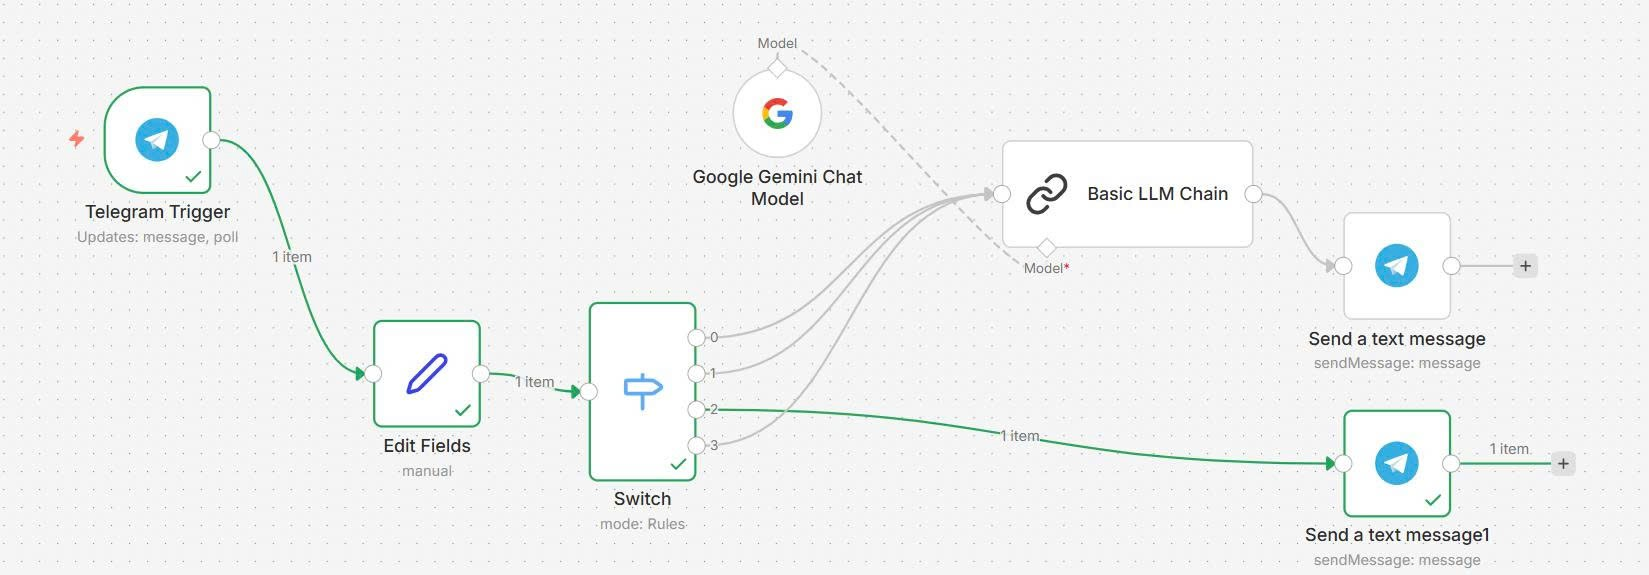 Model
Google Gemini Chat
Model
Telegram Trigger
Updates: message, poll
1 item
Edit Fields
manual
1 item
0
1
2
3
Switch
mode: Rules
Basic LLM Chain
Model*
Send a text message
sendMessage: message
1 item
1 item
Send a text message1
sendMessage: message